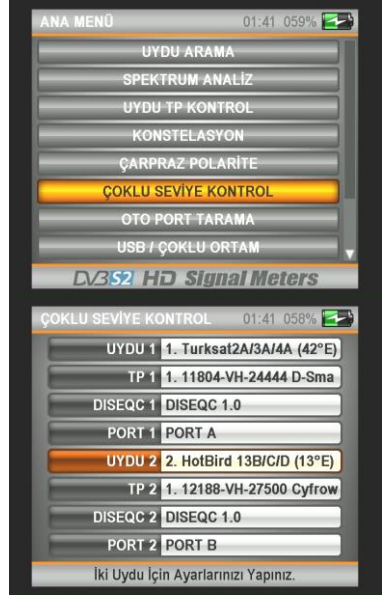 ANA MENÜ 01:41 059%
UYDU ARAMA
SPEKTRUM ANALİZ
UYDU TP KONTROL
KONSTELASYON
ÇARPRAZ POLARİTE
ÇOKLU SEVİYE KONTROL
OTO PORT TARAMA
USB / ÇOKLU ORTAM
DVB S2 HD Signal Meters
ÇOKLU SEVİYE KONTROL 01:41 058%
UYDU 1 1. Turksat2A/3A/4A (42°E)
TP 1 1. 11804-VH-24444 D-Sma
DISEQC 1 DISEQC 1.0
PORT 1 PORT A
UYDU 2 2. HotBird 13B/C/D (13°E)
TP 2 1. 12188-VH-27500 Cyfrow
DISEQC 2 DISEQC 1.0
PORT 2 PORT B
İki Uydu İçin Ayarlarınızı Yapınız.